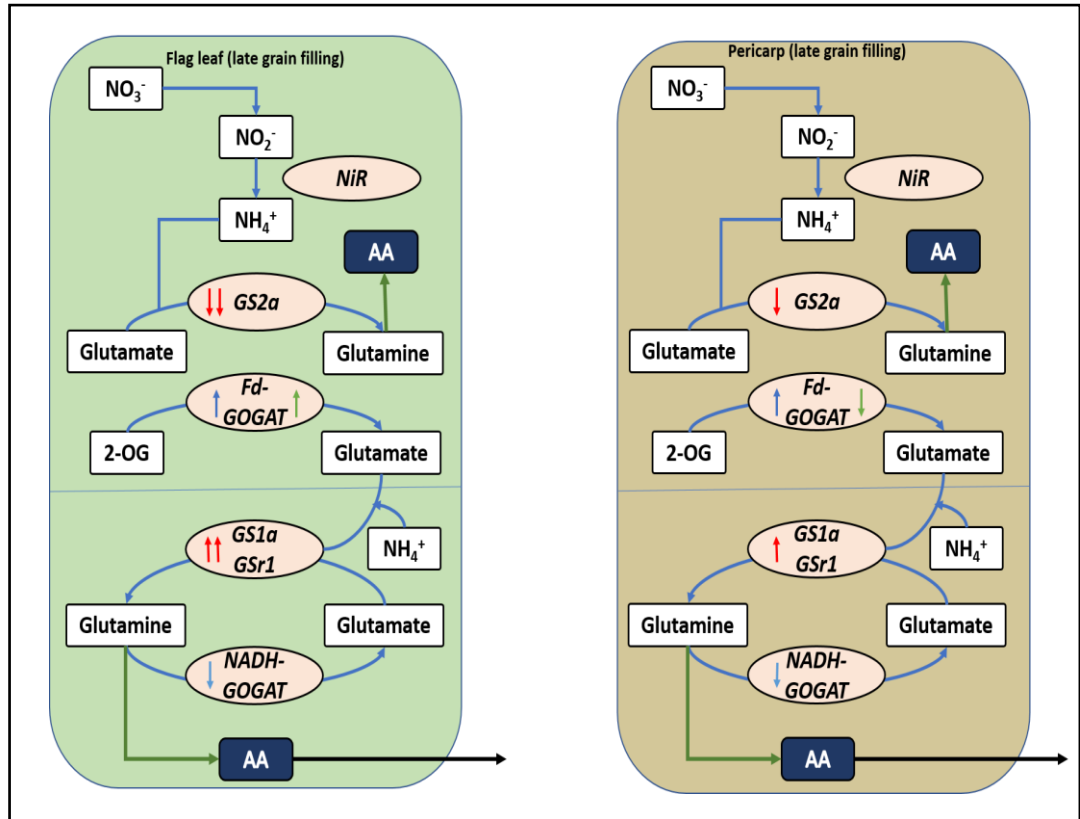 Flag leaf (late grain filling)
NO₃⁻
NO₂⁻
NiR
NH₄⁺
AA
GS2a
Glutamate
Glutamine
Fd-
GOGAT
2-OG
Glutamate
GS1a
GSr1
NH₄⁺
Glutamine
Glutamate
NADH-
GOGAT
AA
Pericarp (late grain filling)
NO₃⁻
NO₂⁻
NiR
NH₄⁺
AA
GS2a
Glutamate
Glutamine
Fd-
GOGAT
2-OG
Glutamate
GS1a
GSr1
NH₄⁺
Glutamine
Glutamate
NADH-
GOGAT
AA